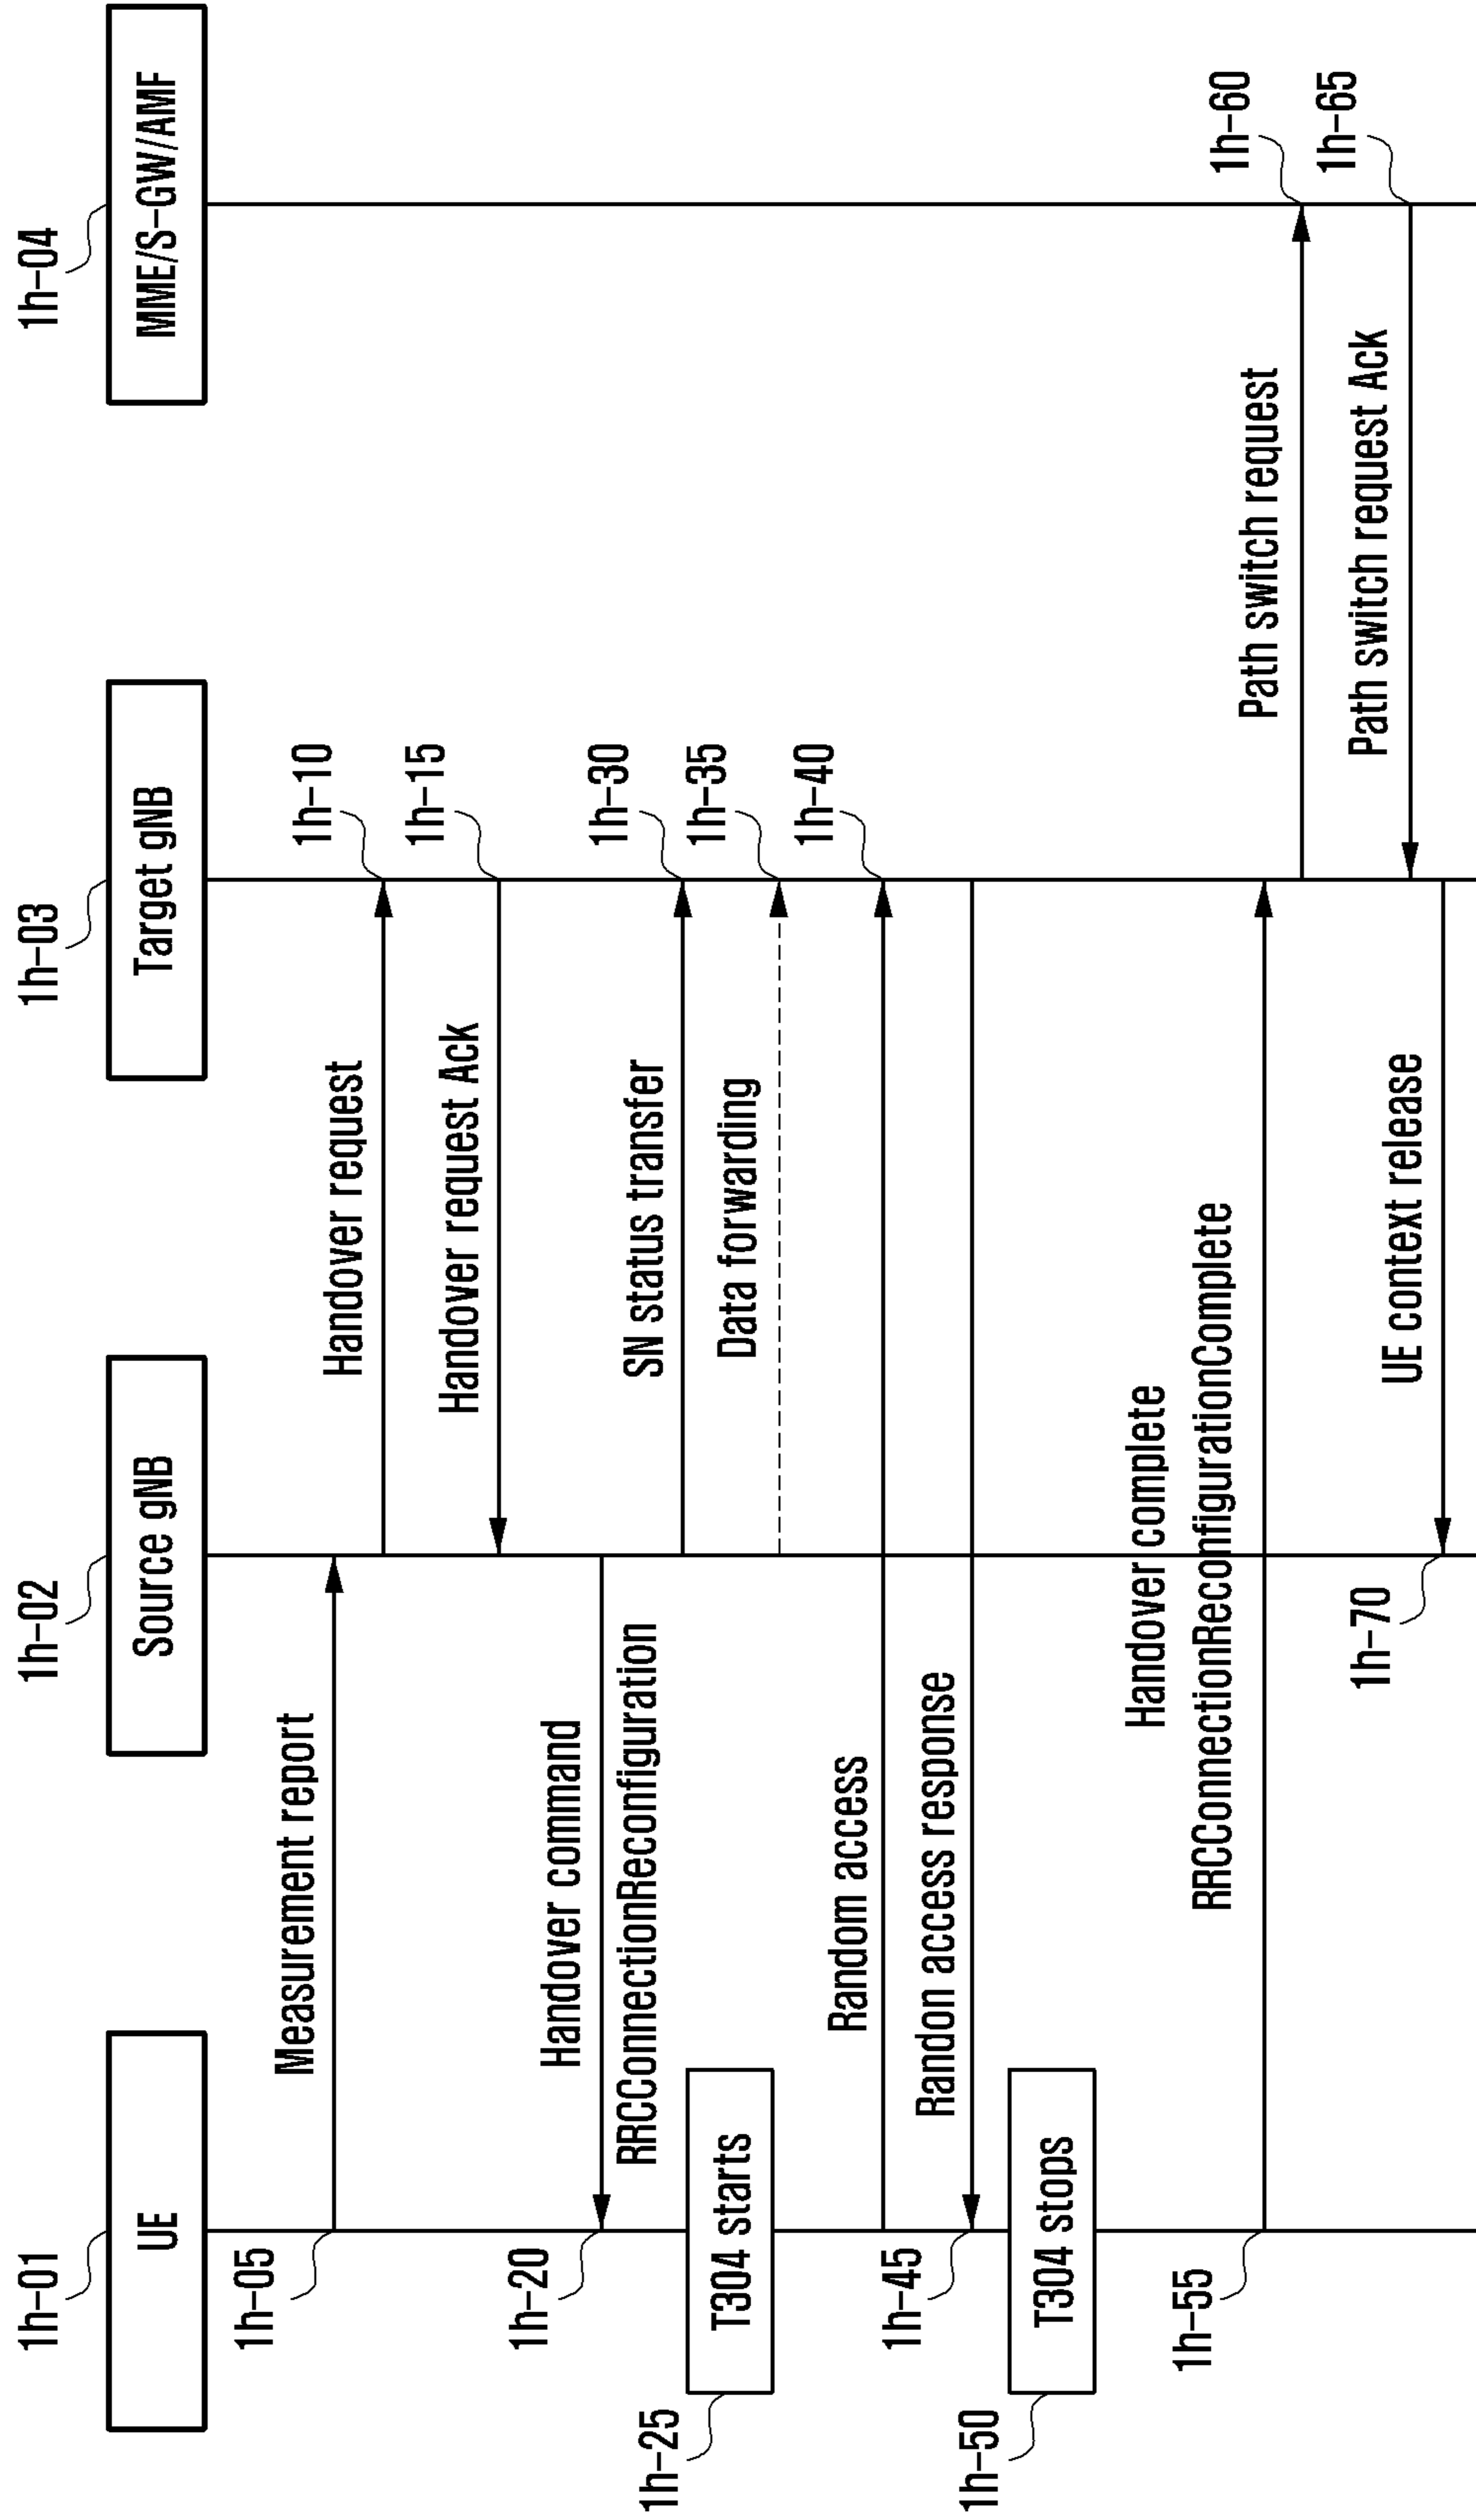 1h-01
1h-02
1h-03
1h-04
UE
Source gNB
Target gNB
MME/S-GW/AMF
1h-05
Measurement report
Handover request
1h-10
Handover request Ack
1h-15
1h-20
Handover command
RRCConnectionReconfiguration
SN status transfer
1h-30
1h-25
T304 starts
Data forwarding
1h-35
Random access
1h-40
1h-45
Randon access response
1h-50
T304 stops
1h-55
Handover complete
RRCConnectionReconfigurationComplete
Path switch request
1h-60
Path switch request Ack
1h-65
1h-70
UE context release